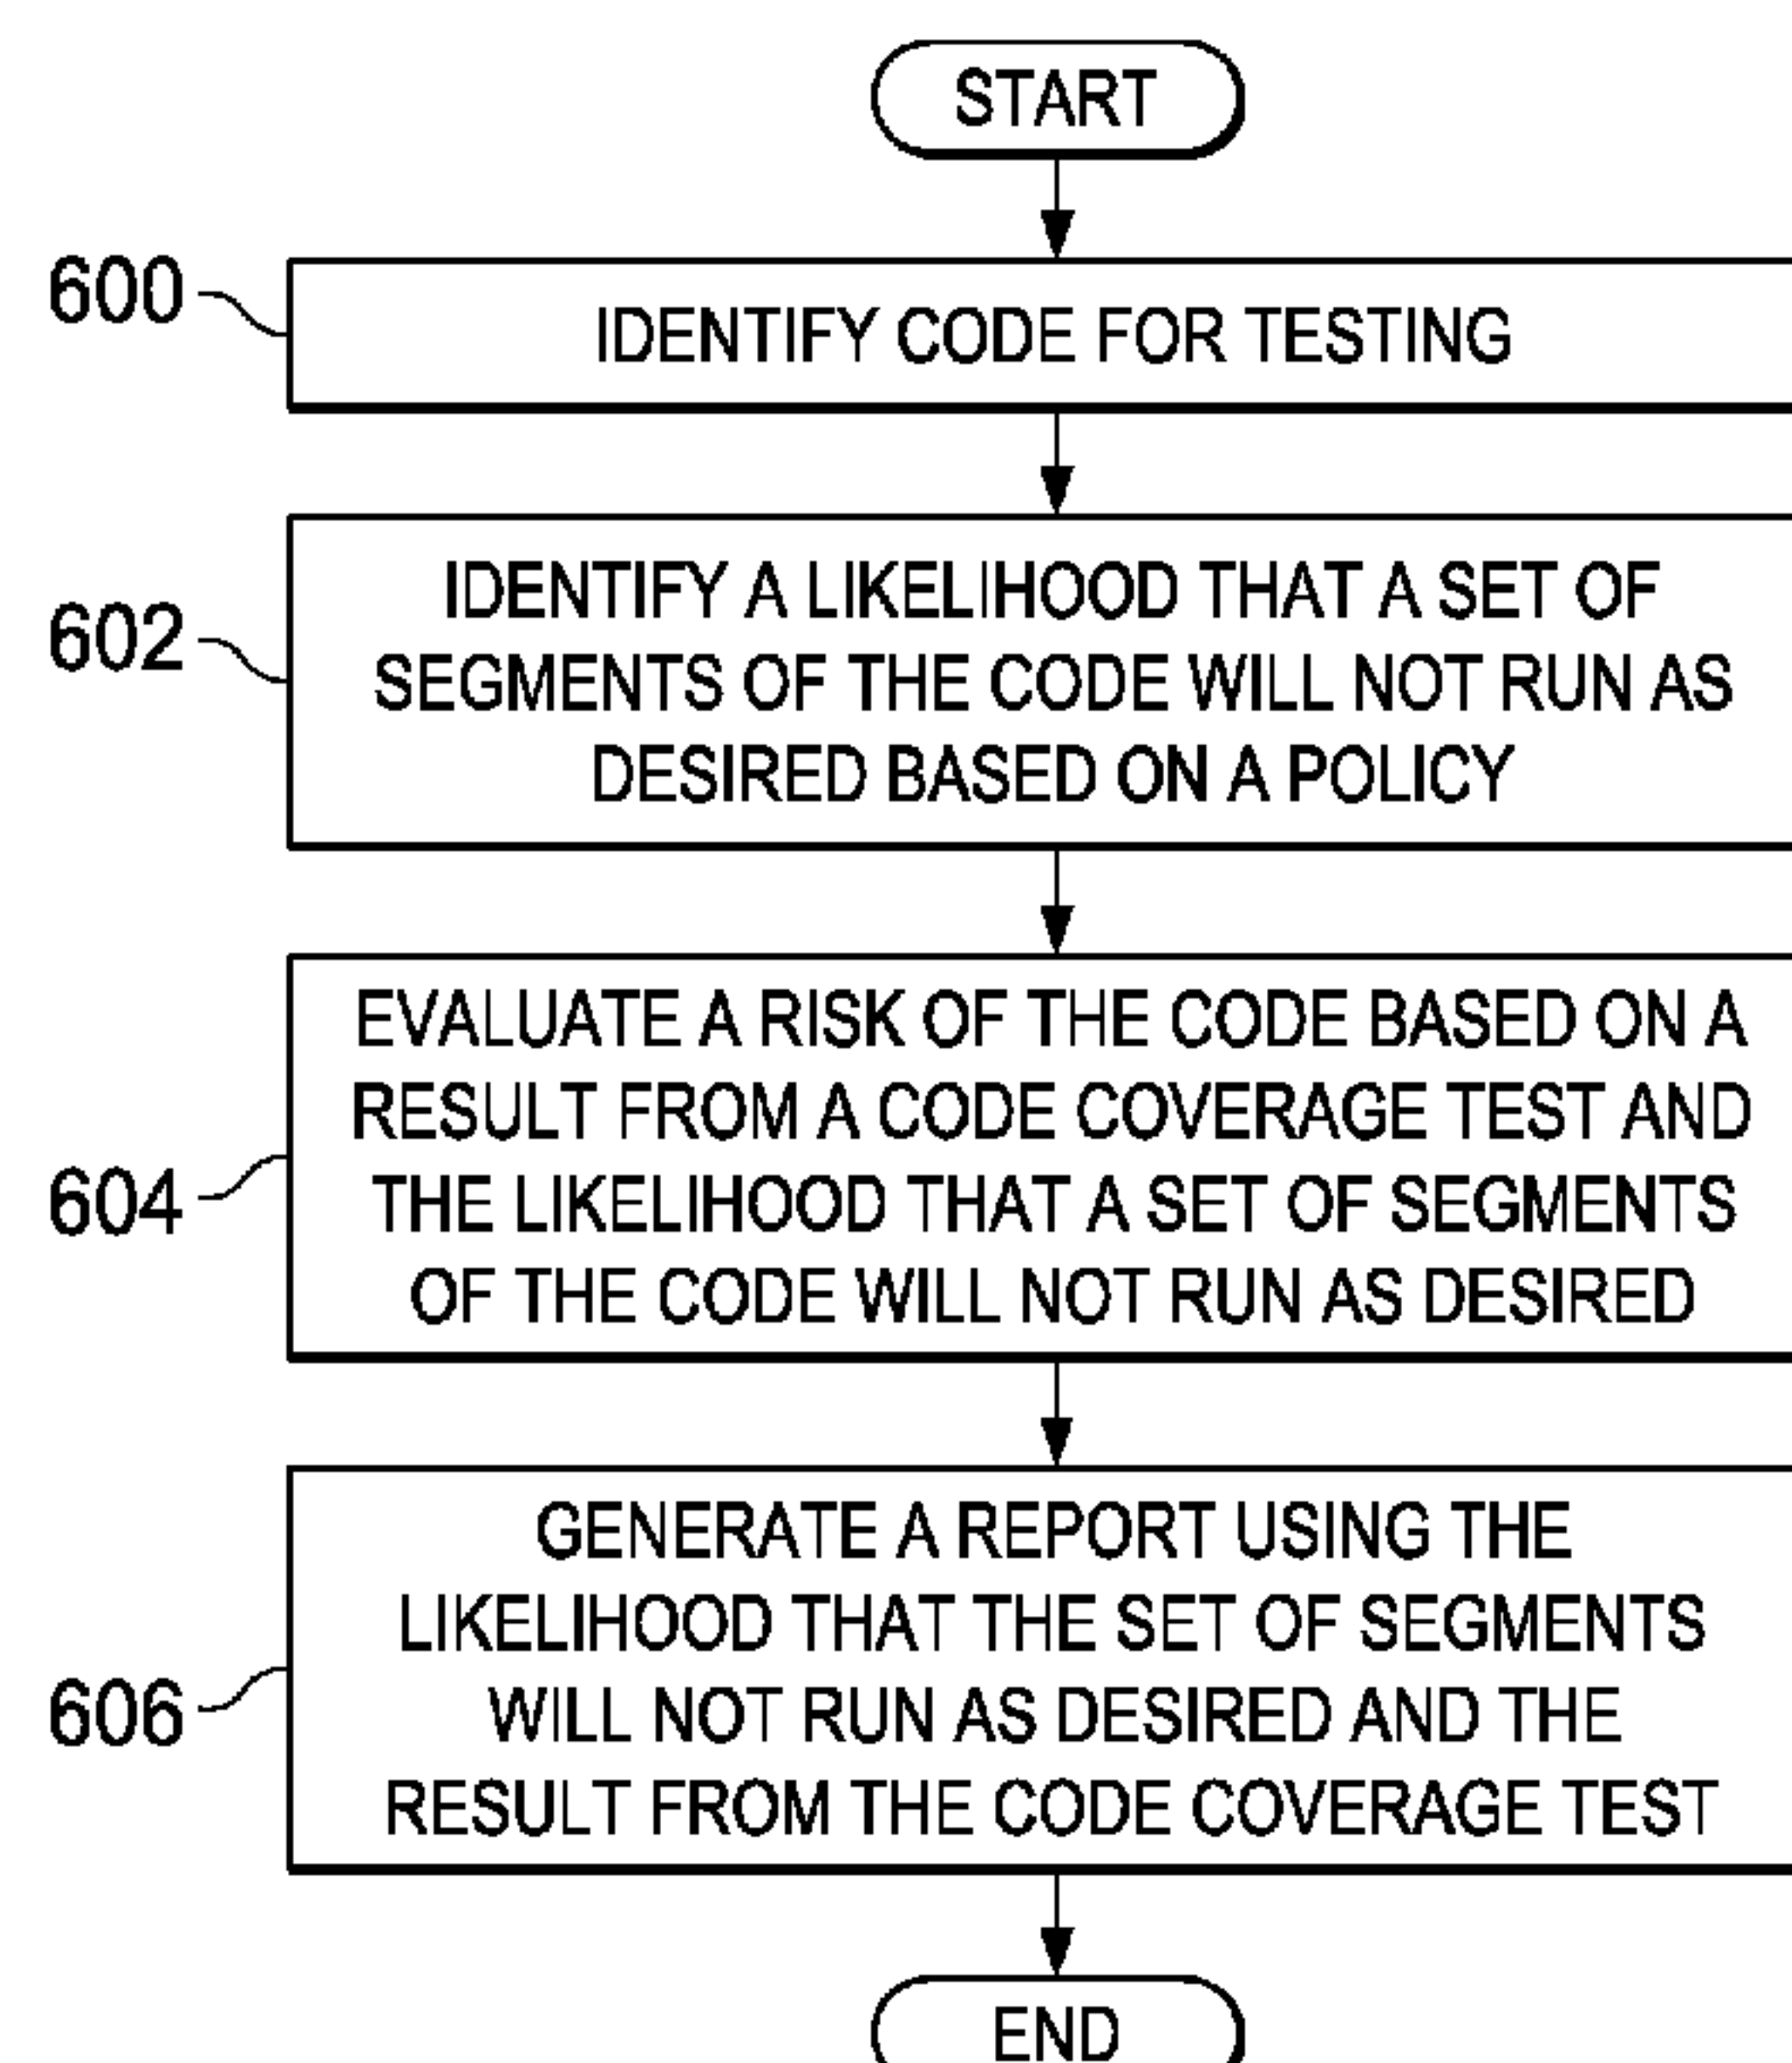 START
600
IDENTIFY CODE FOR TESTING
602
IDENTIFY A LIKELIHOOD THAT A SET OF
SEGMENTS OF THE CODE WILL NOT RUN AS
DESIRED BASED ON A POLICY
604
EVALUATE A RISK OF THE CODE BASED ON A
RESULT FROM A CODE COVERAGE TEST AND
THE LIKELIHOOD THAT A SET OF SEGMENTS
OF THE CODE WILL NOT RUN AS DESIRED
606
GENERATE A REPORT USING THE
LIKELIHOOD THAT THE SET OF SEGMENTS
WILL NOT RUN AS DESIRED AND THE
RESULT FROM THE CODE COVERAGE TEST
END